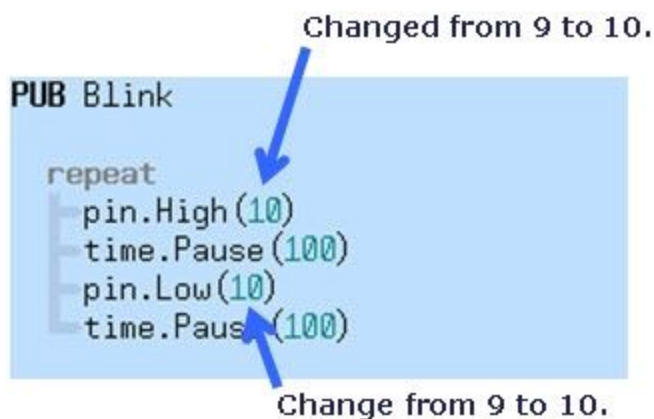 Changed from 9 to 10.
PUB Blink
repeat
pin.High(10)
time.Pause(100)
pin.Low(10)
time.Paus (100)
Change from 9 to 10.